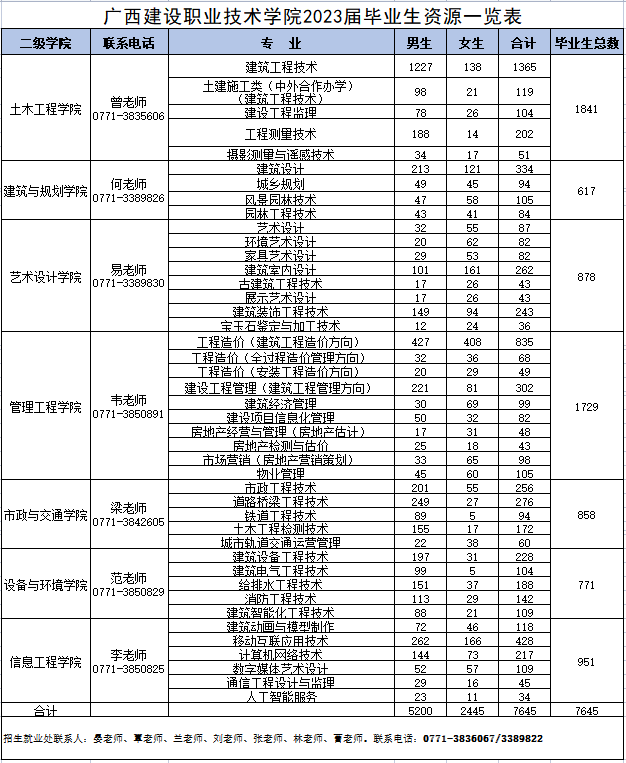 广西建设职业技术学院2023届毕业生资源一览表
二级学院 联系电话 专 业 男生 女生 合计 毕业生总数
土木工程学院 曾老师 0771-3835606 建筑工程技术 1227 138 1365 1841
土建施工类（中外合作办学）（建筑工程技术） 98 21 119
建设工程监理 78 26 104
工程测量技术 188 14 202
摄影测量与遥感技术 34 17 51
建筑与规划学院 何老师 0771-3389826 建筑设计 213 121 334 617
城乡规划 49 45 94
风景园林技术 47 58 105
园林工程技术 43 41 84
艺术设计学院 易老师 0771-3389830 艺术设计 32 55 87 878
环境艺术设计 20 62 82
家具艺术设计 29 53 82
建筑室内设计 101 161 262
古建筑工程技术 17 26 43
展示艺术设计 17 26 43
建筑装饰工程技术 149 94 243
宝玉石鉴定与加工技术 12 24 36
管理工程学院 韦老师 0771-3850891 工程造价（建筑工程造价方向） 427 408 835 1729
工程造价（全过程造价管理方向） 32 36 68
工程造价（安装工程造价方向） 20 29 49
建设工程管理（建筑工程管理方向） 221 81 302
建筑经济管理 30 69 99
建设项目信息化管理 50 32 82
房地产经营与管理（房地产估计） 17 31 48
房地产检测与估价 25 18 43
市场营销（房地产营销策划） 33 65 98
物业管理 45 60 105
市政与交通学院 梁老师 0771-3842605 市政工程技术 201 55 256 858
道路桥梁工程技术 249 27 276
铁道工程技术 89 5 94
土木工程检测技术 155 17 172
城市轨道交通运营管理 22 38 60
设备与环境学院 范老师 0771-3850829 建筑设备工程技术 197 31 228 771
建筑电气工程技术 99 5 104
给排水工程技术 151 37 188
消防工程技术 113 29 142
建筑智能化工程技术 88 21 109
信息工程学院 李老师 0771-3850825 建筑动画与模型制作 72 46 118 951
移动互联应用技术 262 166 428
计算机网络技术 144 73 217
数字媒体艺术设计 52 57 109
通信工程设计与监理 29 16 45
人工智能服务 23 11 34
合计 5200 2445 7645 7645
招生就业处联系人：晏老师、覃老师、兰老师、刘老师、张老师、林老师、黄老师。联系电话：0771-3836067/3389822